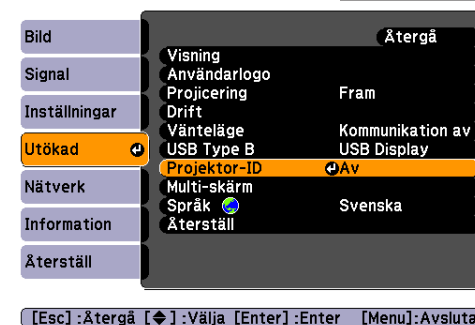 Bild
Signal
Inställningar
Utökad
Nätverk
Information
Återställ
Återgå
Visning
Användarlogo
Projicering Fram
Drift
Vänteläge Kommunikation av
USB Type B USB Display
Projektor-ID Av
Multi-skärm
Språk Svenska
Återställ
[Esc] :Återgå [ ] :Välja [Enter] :Enter [Menu] :Avsluta